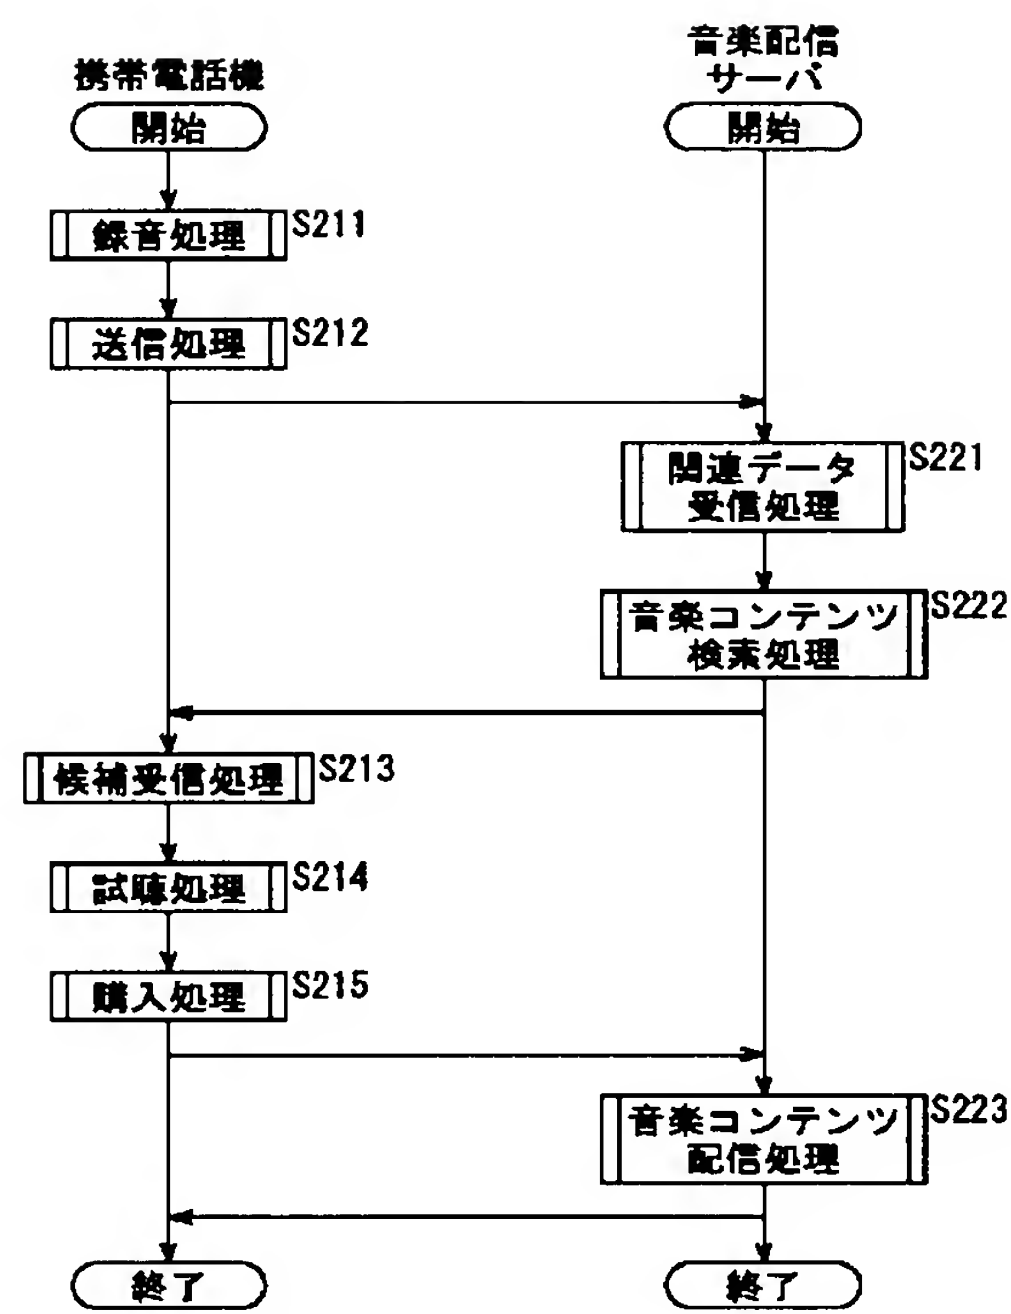 携帯電話機
開始
録音処理
S211
送信処理
S212
音楽配信
サーバ
開始
関連データ
受信処理
S221
音楽コンテンツ
検索処理
S222
候補受信処理
S213
試聴処理
S214
購入処理
S215
音楽コンテンツ
配信処理
S223
終了
終了